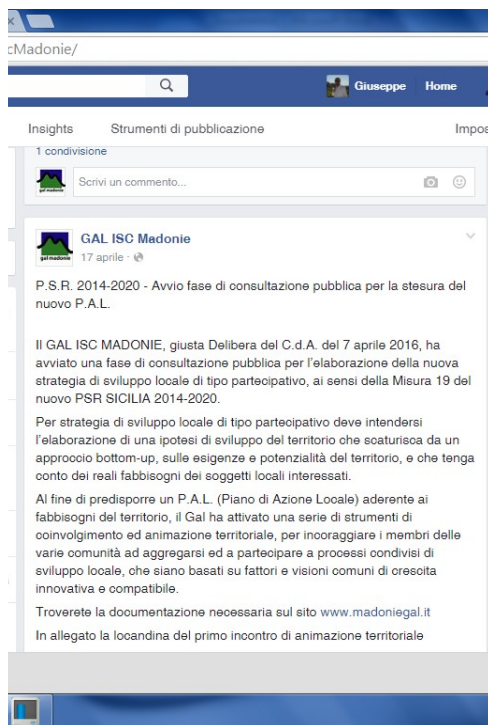 cMadonie/
Giuseppe Home
Insights Strumenti di pubblicazione Impos
1 condivisione
Scrivi un commento...
gal madonie
GAL ISC Madonie
17 aprile ·
gal madonie
P.S.R. 2014-2020 - Avvio fase di consultazione pubblica per la stesura del
nuovo P.A.L.
Il GAL ISC MADONIE, giusta Delibera del C.d.A. del 7 aprile 2016, ha
avviato una fase di consultazione pubblica per l'elaborazione della nuova
strategia di sviluppo locale di tipo partecipativo, ai sensi della Misura 19 del
nuovo PSR SICILIA 2014-2020.
Per strategia di sviluppo locale di tipo partecipativo deve intendersi
l'elaborazione di una ipotesi di sviluppo del territorio che scaturisca da un
approccio bottom-up, sulle esigenze e potenzialità del territorio, e che tenga
conto dei reali fabbisogni dei soggetti locali interessati.
Al fine di predisporre un P.A.L. (Piano di Azione Locale) aderente ai
fabbisogni del territorio, il Gal ha attivato una serie di strumenti di
coinvolgimento ed animazione territoriale, per incoraggiare i membri delle
varie comunità ad aggregarsi ed a partecipare a processi condivisi di
sviluppo locale, che siano basati su fattori e visioni comuni di crescita
innovativa e compatibile.
Troverete la documentazione necessaria sul sito www.madoniegal.it
In allegato la locandina del primo incontro di animazione territoriale